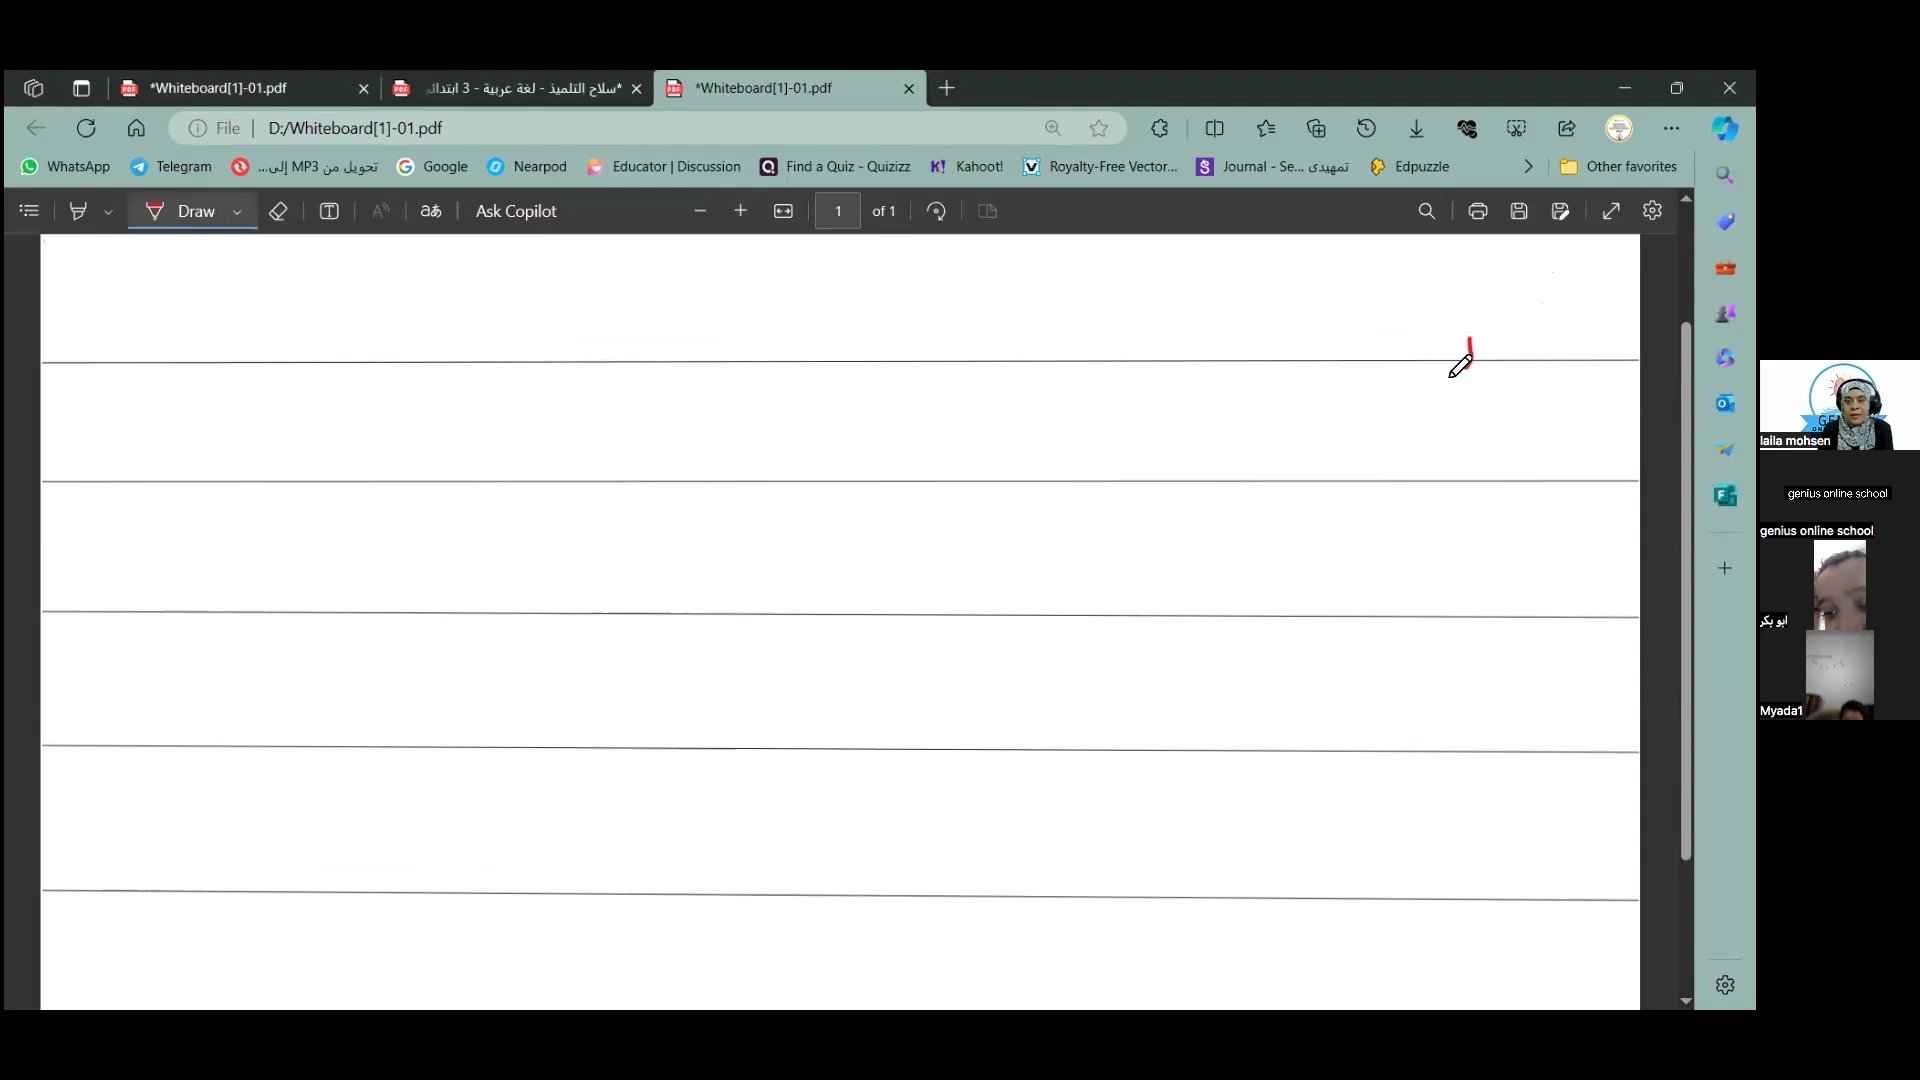 *Whiteboard[1]-01.pdf
*سلاح التلميذ - لغة عربية - 3 ابتدائي
*Whiteboard[1]-01.pdf
File
D:/Whiteboard[1]-01.pdf
WhatsApp
Telegram
تحويل من MP3 إلى...
Google
Nearpod
Educator | Discussion
Find a Quiz - Quizizz
Kahoot!
Royalty-Free Vector...
Journal - Se... تمهيدى
Edpuzzle
Other favorites
Draw
Ask Copilot
1
of 1
laila mohsen
genius online school
genius online school
ابو بكر
Myada1